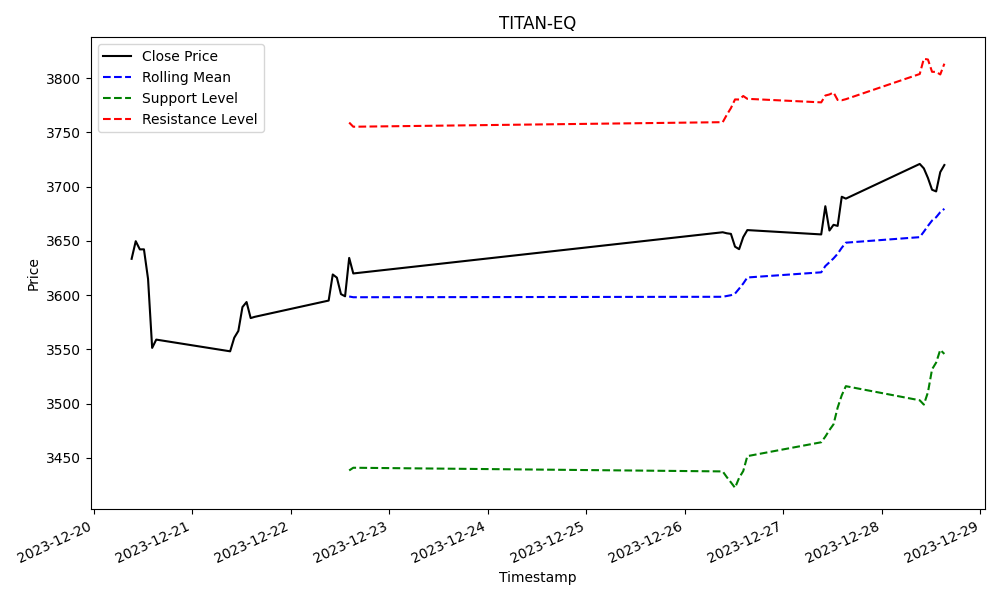 TITAN-EQ
Close Price
Rolling Mean
Support Level
Resistance Level
Price
3800
3750
3700
3650
3600
3550
3500
3450
2023-12-20
2023-12-21
2023-12-22
2023-12-23
2023-12-24
2023-12-25
2023-12-26
2023-12-27
2023-12-28
2023-12-29
Timestamp